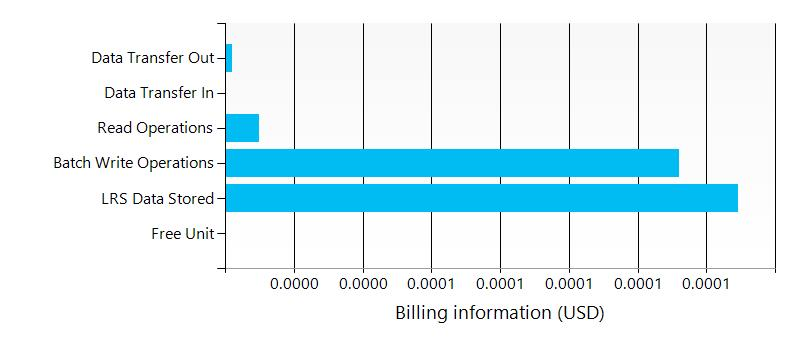 Data Transfer Out
Data Transfer In
Read Operations
Batch Write Operations
LRS Data Stored
Free Unit
0.0000 0.0000 0.0001 0.0001 0.0001 0.0001 0.0001
Billing information (USD)